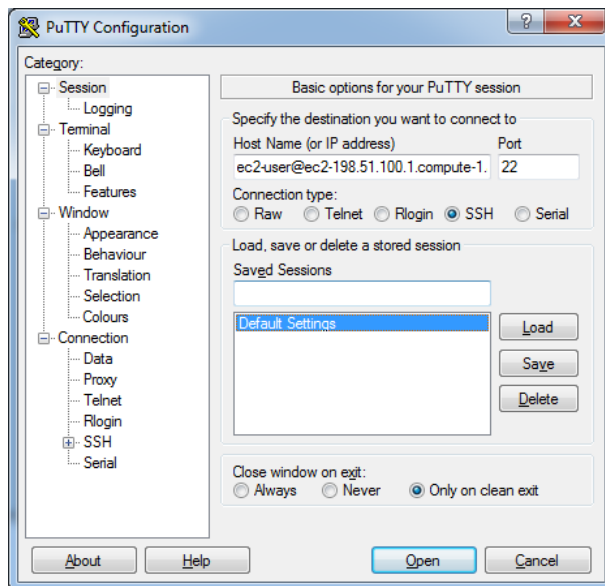 PuTTY Configuration
Category:
Session
Logging
Terminal
Keyboard
Bell
Features
Window
Appearance
Behaviour
Translation
Selection
Colours
Connection
Data
Proxy
Telnet
Rlogin
SSH
Serial
Basic options for your PuTTY session
Specify the destination you want to connect to
Host Name (or IP address) Port
ec2-user@ec2-198.51.100.1.compute-1. 22
Connection type:
Raw Telnet Rlogin SSH Serial
Load, save or delete a stored session
Saved Sessions
Default Settings
Load
Save
Delete
Close window on exit:
Always Never Only on clean exit
About Help Open Cancel